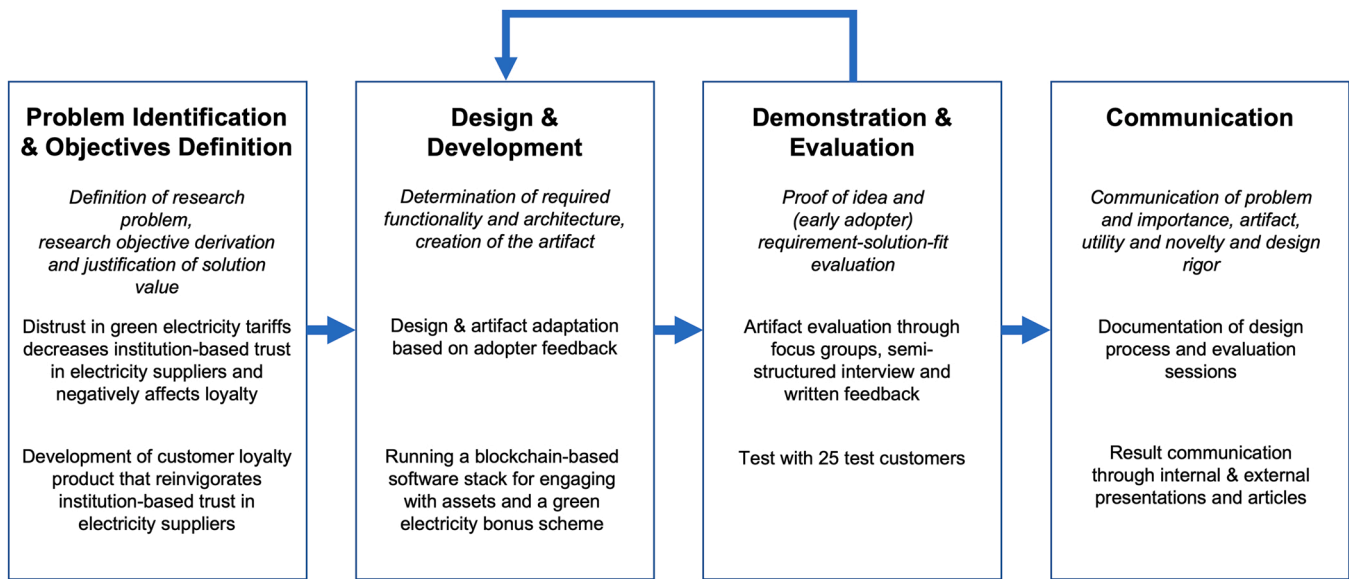 Problem Identification
& Objectives Definition
Definition of research
problem,
research objective derivation
and justification of solution
value
Distrust in green electricity tariffs
decreases institution-based trust
in electricity suppliers and
negatively affects loyalty
Development of customer loyalty
product that reinvigorates
institution-based trust in
electricity suppliers
Design &
Development
Determination of required
functionality and architecture,
creation of the artifact
Design & artifact adaptation
based on adopter feedback
Running a blockchain-based
software stack for engaging
with assets and a green
electricity bonus scheme
Demonstration &
Evaluation
Proof of idea and
(early adopter)
requirement-solution-fit
evaluation
Artifact evaluation through
focus groups, semi-
structured interview and
written feedback
Test with 25 test customers
Communication
Communication of problem
and importance, artifact,
utility and novelty and design
rigor
Documentation of design
process and evaluation
sessions
Result communication
through internal & external
presentations and articles